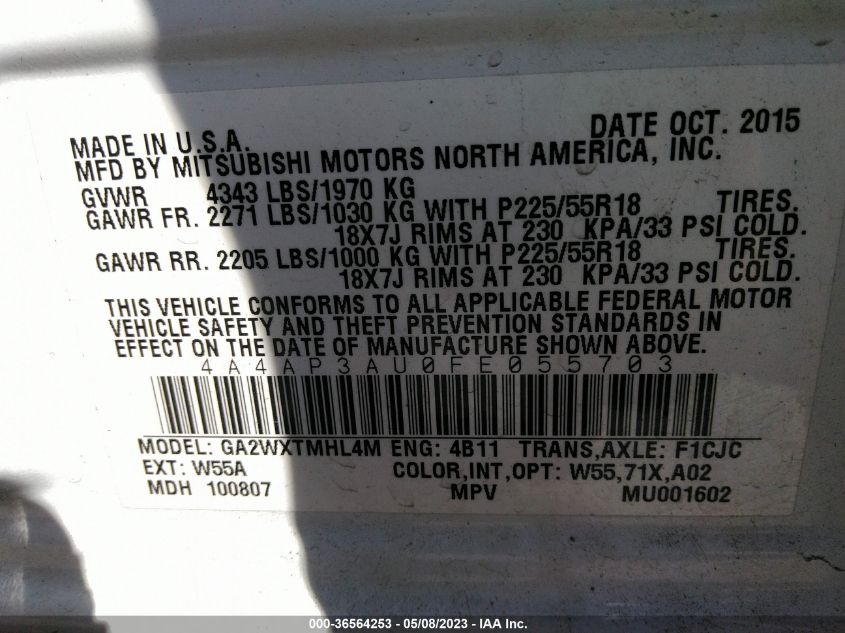 MADE IN U.S.A. DATE OCT. 2015
MFD BY MITSUBISHI MOTORS NORTH AMERICA, INC.
GVWR 4343 LBS/1970 KG
GAWR FR. 2271 LBS/1030 KG WITH P225/55R18 TIRES.
18X7J RIMS AT 230 KPA/33 PSI COLD.
GAWR RR. 2205 LBS/1000 KG WITH P225/55R18 TIRES.
18X7J RIMS AT 230 KPA/33 PSI COLD.
THIS VEHICLE CONFORMS TO ALL APPLICABLE FEDERAL MOTOR
VEHICLE SAFETY AND THEFT PREVENTION STANDARDS IN
EFFECT ON THE DATE OF MANUFACTURE SHOWN ABOVE.
4A4AP3AU0FE055703
MODEL: GA2WXTMHL4M ENG: 4B11 TRANS,AXLE: F1CJC
EXT: W55A COLOR,INT,OPT: W55,71X,A02
MDH 100807 MPV MU001602
000-36564253 - 05/08/2023 - IAA Inc.